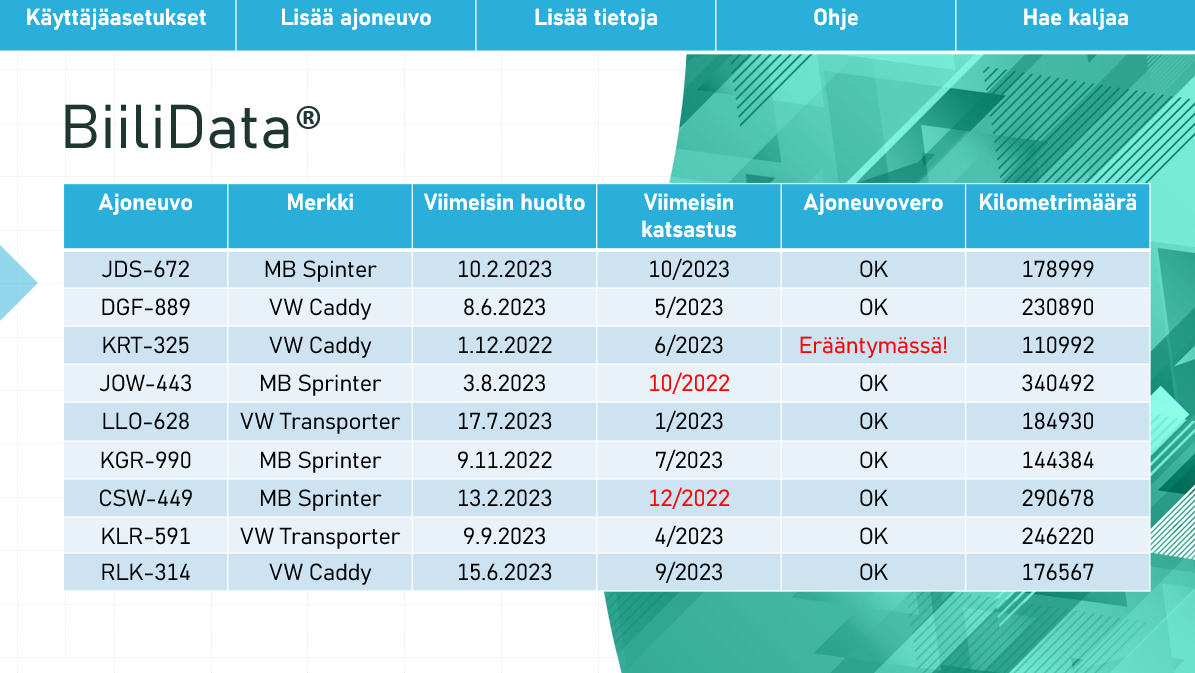 Käyttäjäasetukset Lisää ajoneuvo Lisää tietoja Ohje Hae kaljaa
BiiliData®
Ajoneuvo Merkki Viimeisin huolto Viimeisin katsastus Ajoneuvovero Kilometrimäärä
JDS-672 MB Spinter 10.2.2023 10/2023 OK 178999
DGF-889 VW Caddy 8.6.2023 5/2023 OK 230890
KRT-325 VW Caddy 1.12.2022 6/2023 Erääntymässä! 110992
JOW-443 MB Sprinter 3.8.2023 10/2022 OK 340492
LLO-628 VW Transporter 17.7.2023 1/2023 OK 184930
KGR-990 MB Sprinter 9.11.2022 7/2023 OK 144384
CSW-449 MB Sprinter 13.2.2023 12/2022 OK 290678
KLR-591 VW Transporter 9.9.2023 4/2023 OK 246220
RLK-314 VW Caddy 15.6.2023 9/2023 OK 176567